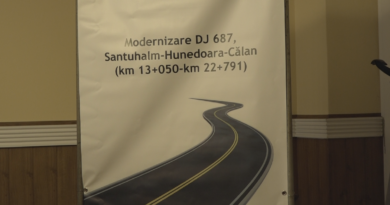 Modernizare DJ 687,
Santuhalm-Hunedoara-Călan
(km 13+050-km 22+791)